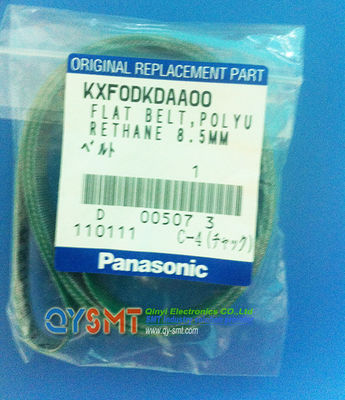 ORIGINAL REPLACEMENT PART
KXF0DKDAA00
FLAT BELT,POLYU
RETHANE 8.5MM
ベルト
1
D 00507 3
110111 C-4(チャック)
Panasonic
QYSMT
Qinyi Electronics CO.,Ltd
www.qy-smt.com